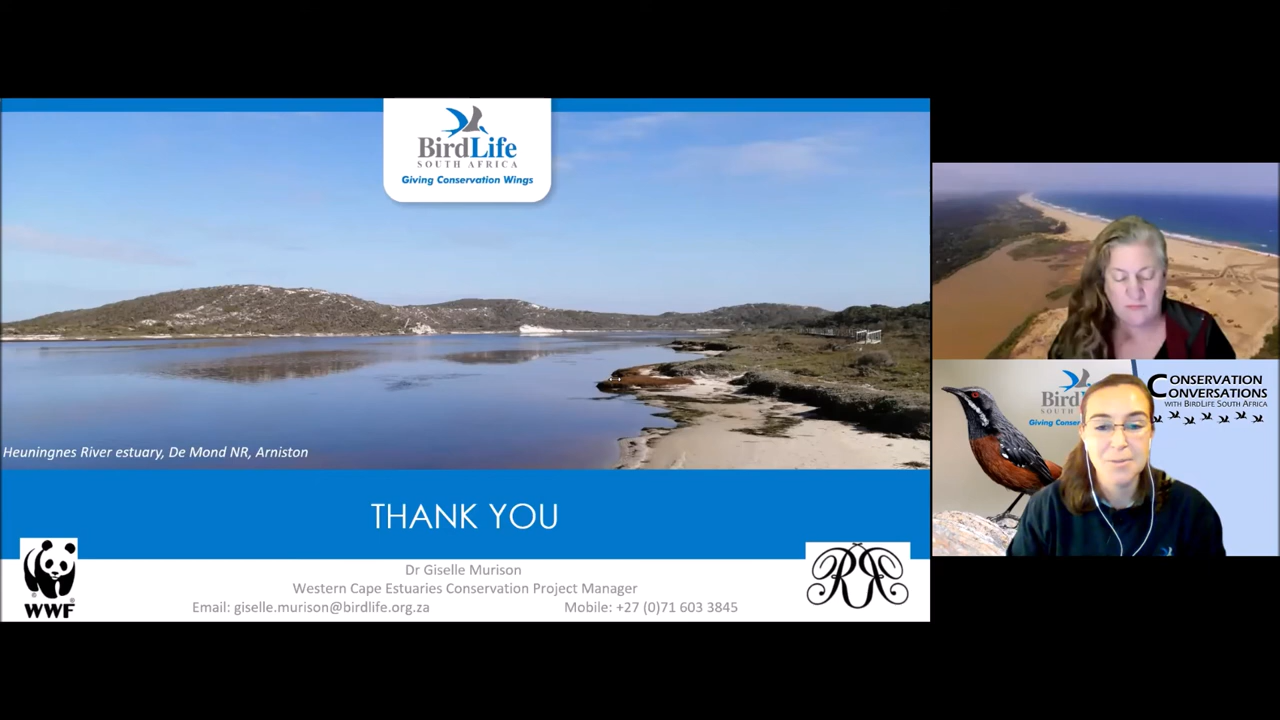 BirdLife
SOUTH AFRICA
Giving Conservation Wings
Heuningnes River estuary, De Mond NR, Arniston
THANK YOU
Dr Giselle Murison
Western Cape Estuaries Conservation Project Manager
Email: giselle.murison@birdlife.org.za
Mobile: +27 (0)71 603 3845
WWF
CONSERVATION
CONVERSATIONS
WITH BIRDLIFE SOUTH AFRICA